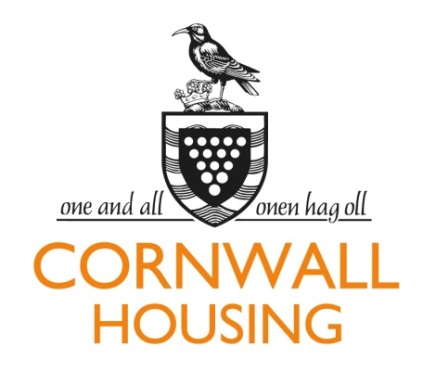 one and all onen hag oll
CORNWALL
HOUSING